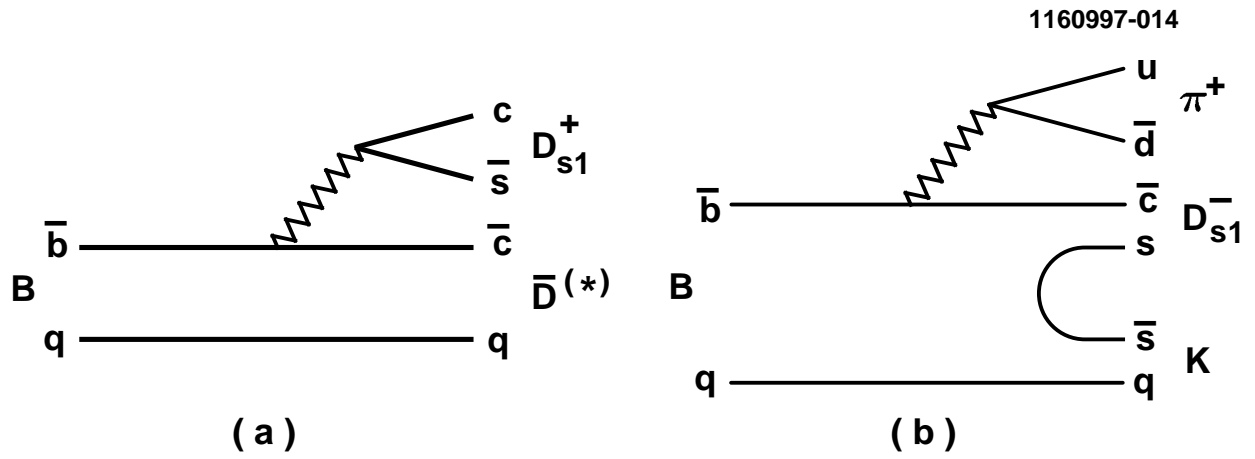 1160997-014
c
s̄
D⁺s1
b̄
c̄
B
D̄(*)
q
q
(a)
u
d̄
π⁺
b̄
c̄
D⁻s1
s
B
s̄
K
q
q
(b)